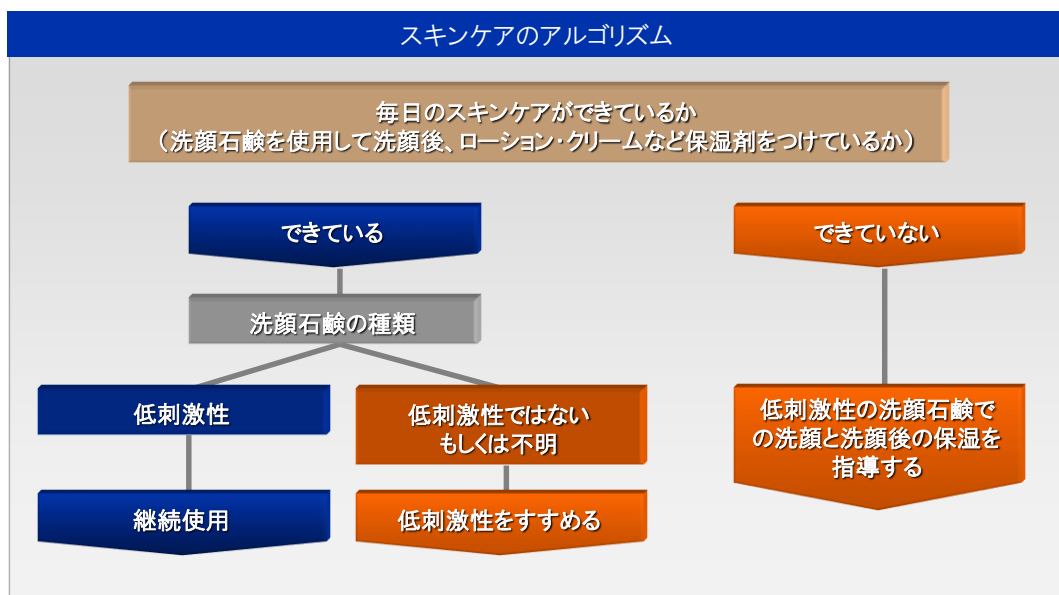 スキンケアのアルゴリズム
毎日のスキンケアができているか
（洗顔石鹸を使用して洗顔後、ローション・クリームなど保湿剤をつけているか）
できている
できていない
洗顔石鹸の種類
低刺激性
低刺激性ではない
もしくは不明
低刺激性の洗顔石鹸で
の洗顔と洗顔後の保湿を
指導する
継続使用
低刺激性をすすめる